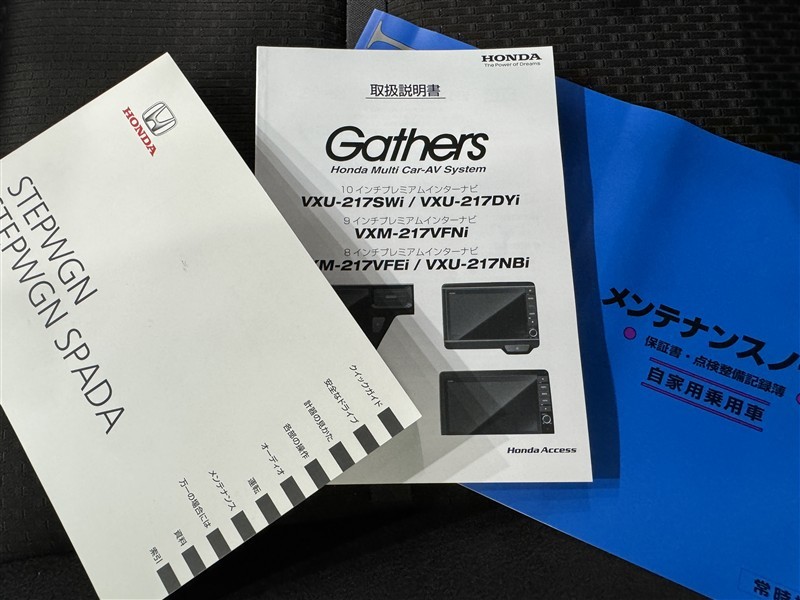 HONDA
STEPWGN
STEPWGN SPADA
クイックガイド
安全なドライブ
計器の見かた
各部の操作
オーディオ
運転
メンテナンス
万一の場合には
資料
索引
HONDA
The Power of Dreams
取扱説明書
Gathers
Honda Multi Car-AV System
10インチプレミアムインターナビ
VXU-217SWi / VXU-217DYi
9インチプレミアムインターナビ
VXM-217VFNi
8インチプレミアムインターナビ
XM-217VFEi / VXU-217NBi
Honda Access
メンテナンスノ
保証書・点検整備記録簿
自家用乗用車
常時